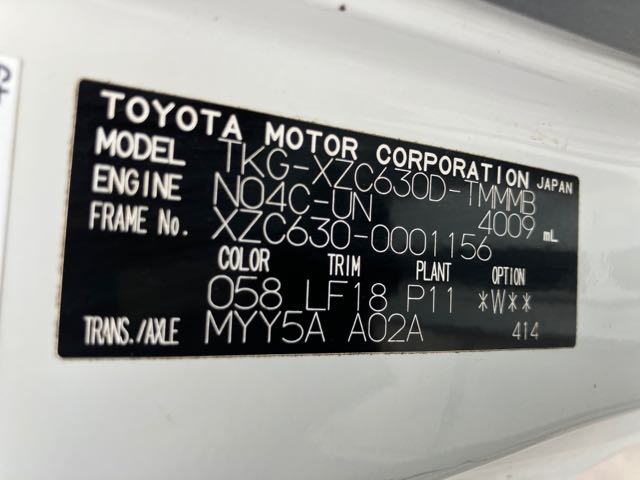 TOYOTA MOTOR CORPORATION JAPAN
MODEL TKG-XZC630D-TMMMB
ENGINE N04C-UN 4009 mL
FRAME No. XZC630-0001156
COLOR TRIM PLANT OPTION
058 LF18 P11 *W**
TRANS./AXLE MYY5A A02A 414